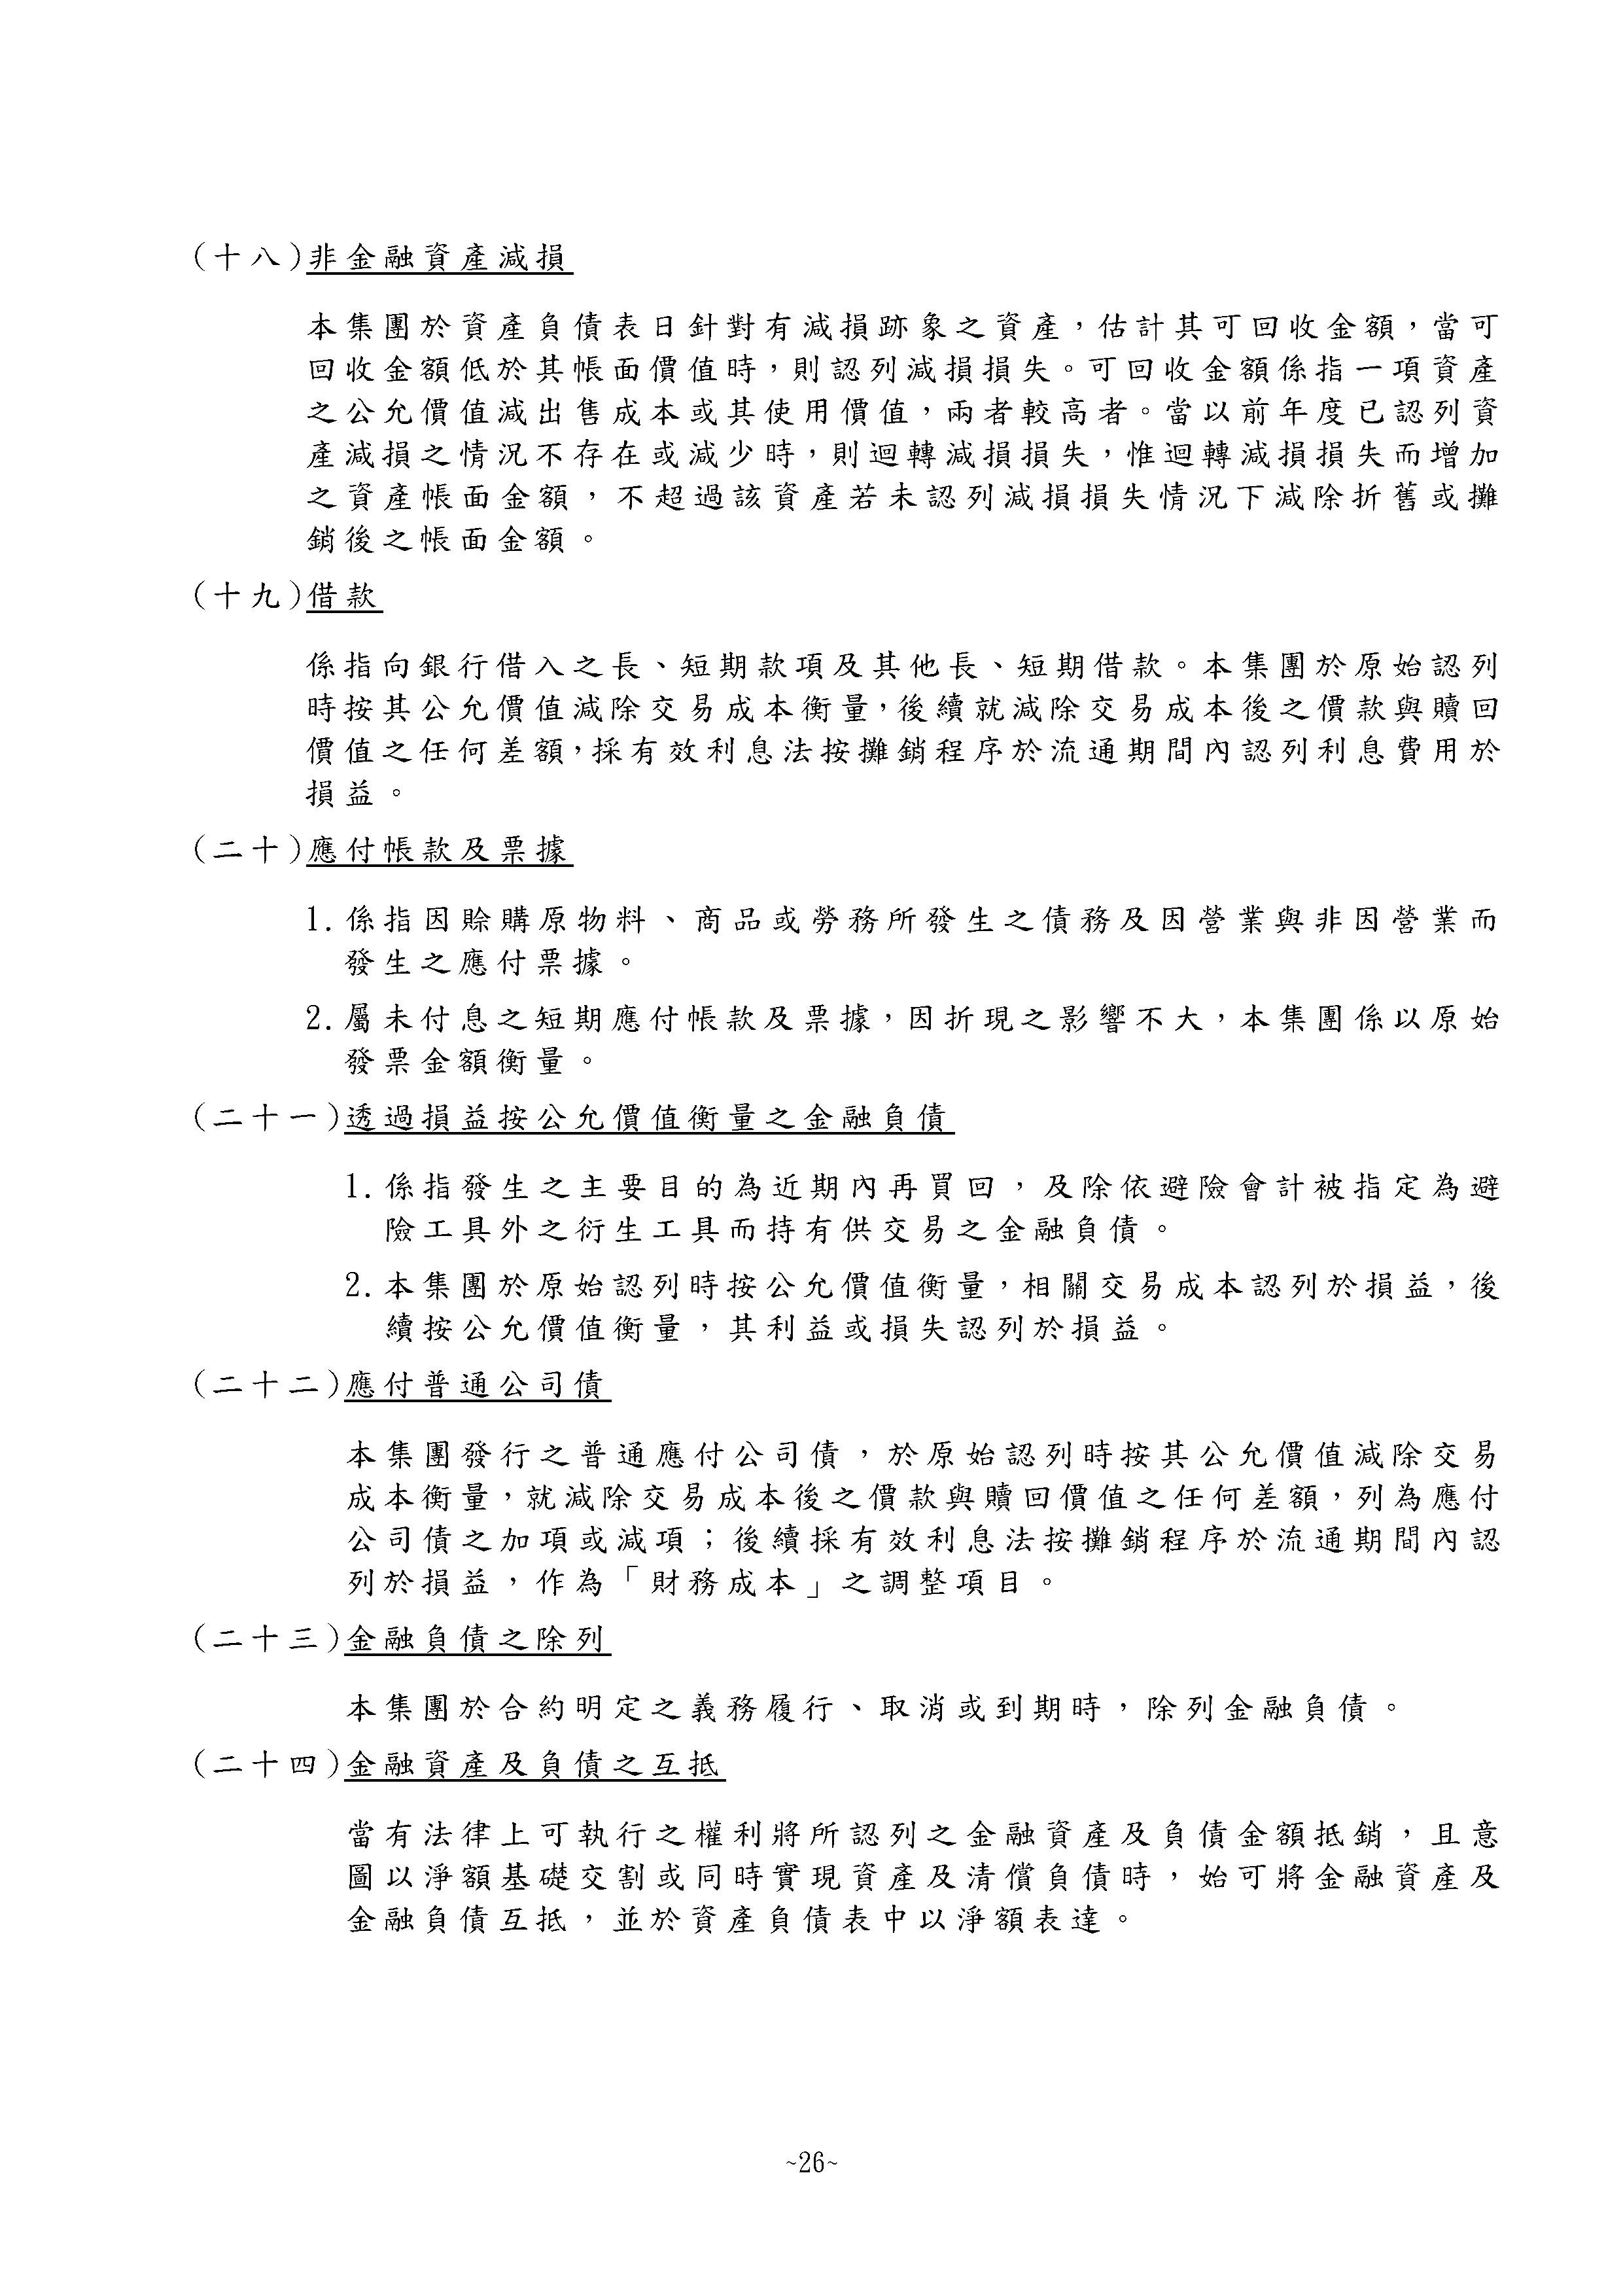 (十八)非金融資產減損
本集團於資產負債表日針對有減損跡象之資產，估計其可回收金額，當可
回收金額低於其帳面價值時，則認列減損損失。可回收金額係指一項資產
之公允價值減出售成本或其使用價值，兩者較高者。當以前年度已認列資
產減損之情況不存在或減少時，則迴轉減損損失，惟迴轉減損損失而增加
之資產帳面金額，不超過該資產若未認列減損損失情況下減除折舊或攤
銷後之帳面金額。
(十九)借款
係指向銀行借入之長、短期款項及其他長、短期借款。本集團於原始認列
時按其公允價值減除交易成本衡量，後續就減除交易成本後之價款與贖回
價值之任何差額，採有效利息法按攤銷程序於流通期間內認列利息費用於
損益。
(二十)應付帳款及票據
1.係指因賒購原物料、商品或勞務所發生之債務及因營業與非因營業而
發生之應付票據。
2.屬未付息之短期應付帳款及票據，因折現之影響不大，本集團係以原始
發票金額衡量。
(二十一)透過損益按公允價值衡量之金融負債
1.係指發生之主要目的為近期內再買回，及除依避險會計被指定為避
險工具外之衍生工具而持有供交易之金融負債。
2.本集團於原始認列時按公允價值衡量，相關交易成本認列於損益，後
續按公允價值衡量，其利益或損失認列於損益。
(二十二)應付普通公司債
本集團發行之普通應付公司債，於原始認列時按其公允價值減除交易
成本衡量，就減除交易成本後之價款與贖回價值之任何差額，列為應付
公司債之加項或減項；後續採有效利息法按攤銷程序於流通期間內認
列於損益，作為「財務成本」之調整項目。
(二十三)金融負債之除列
本集團於合約明定之義務履行、取消或到期時，除列金融負債。
(二十四)金融資產及負債之互抵
當有法律上可執行之權利將所認列之金融資產及負債金額抵銷，且意
圖以淨額基礎交割或同時實現資產及清償負債時，始可將金融資產及
金融負債互抵，並於資產負債表中以淨額表達。
~26~